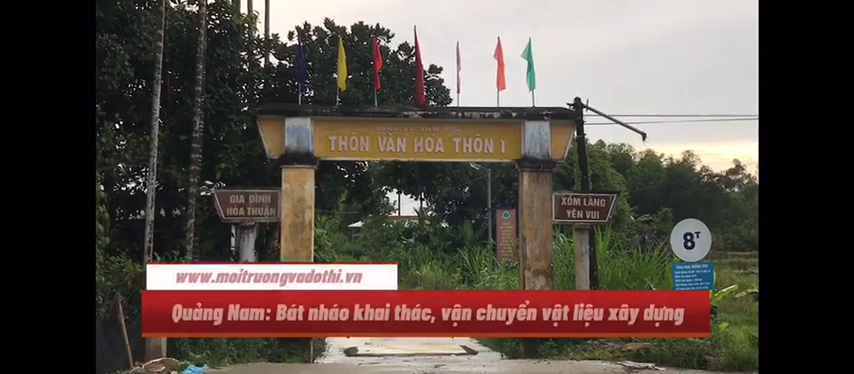 THÔN VĂN HÓA THÔN 1
GIA ĐÌNH
HÒA THUẬN
XÓM LÀNG
YÊN VUI
8T
www.moitruongvadothi.vn
Quảng Nam: Bát nháo khai thác, vận chuyển vật liệu xây dựng